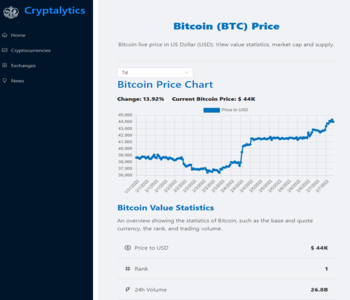 Cryptalytics
Home
Cryptocurrencies
Exchanges
News
Bitcoin (BTC) Price
Bitcoin live price in US Dollar (USD). View value statistics, market cap and supply.
7d
Bitcoin Price Chart
Change: 13.92% Current Bitcoin Price: $ 44K
Price In USD
45,000
44,000
43,000
42,000
41,000
40,000
39,000
38,000
37,000
36,000
Bitcoin Value Statistics
An overview showing the statistics of Bitcoin, such as the base and quote
currency, the rank, and trading volume.
Price to USD $ 44K
Rank 1
24h Volume 26.8B